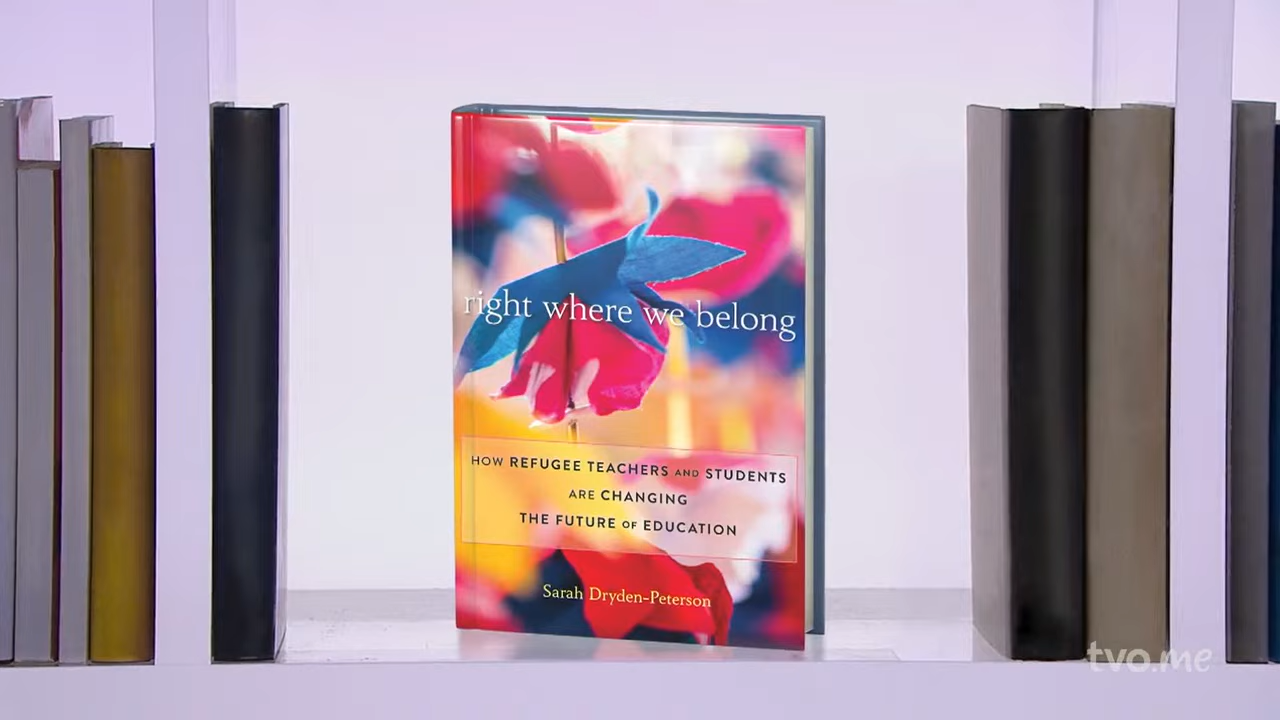 right where we belong
HOW REFUGEE TEACHERS AND STUDENTS
ARE CHANGING
THE FUTURE OF EDUCATION
Sarah Dryden-Peterson
tvo.me